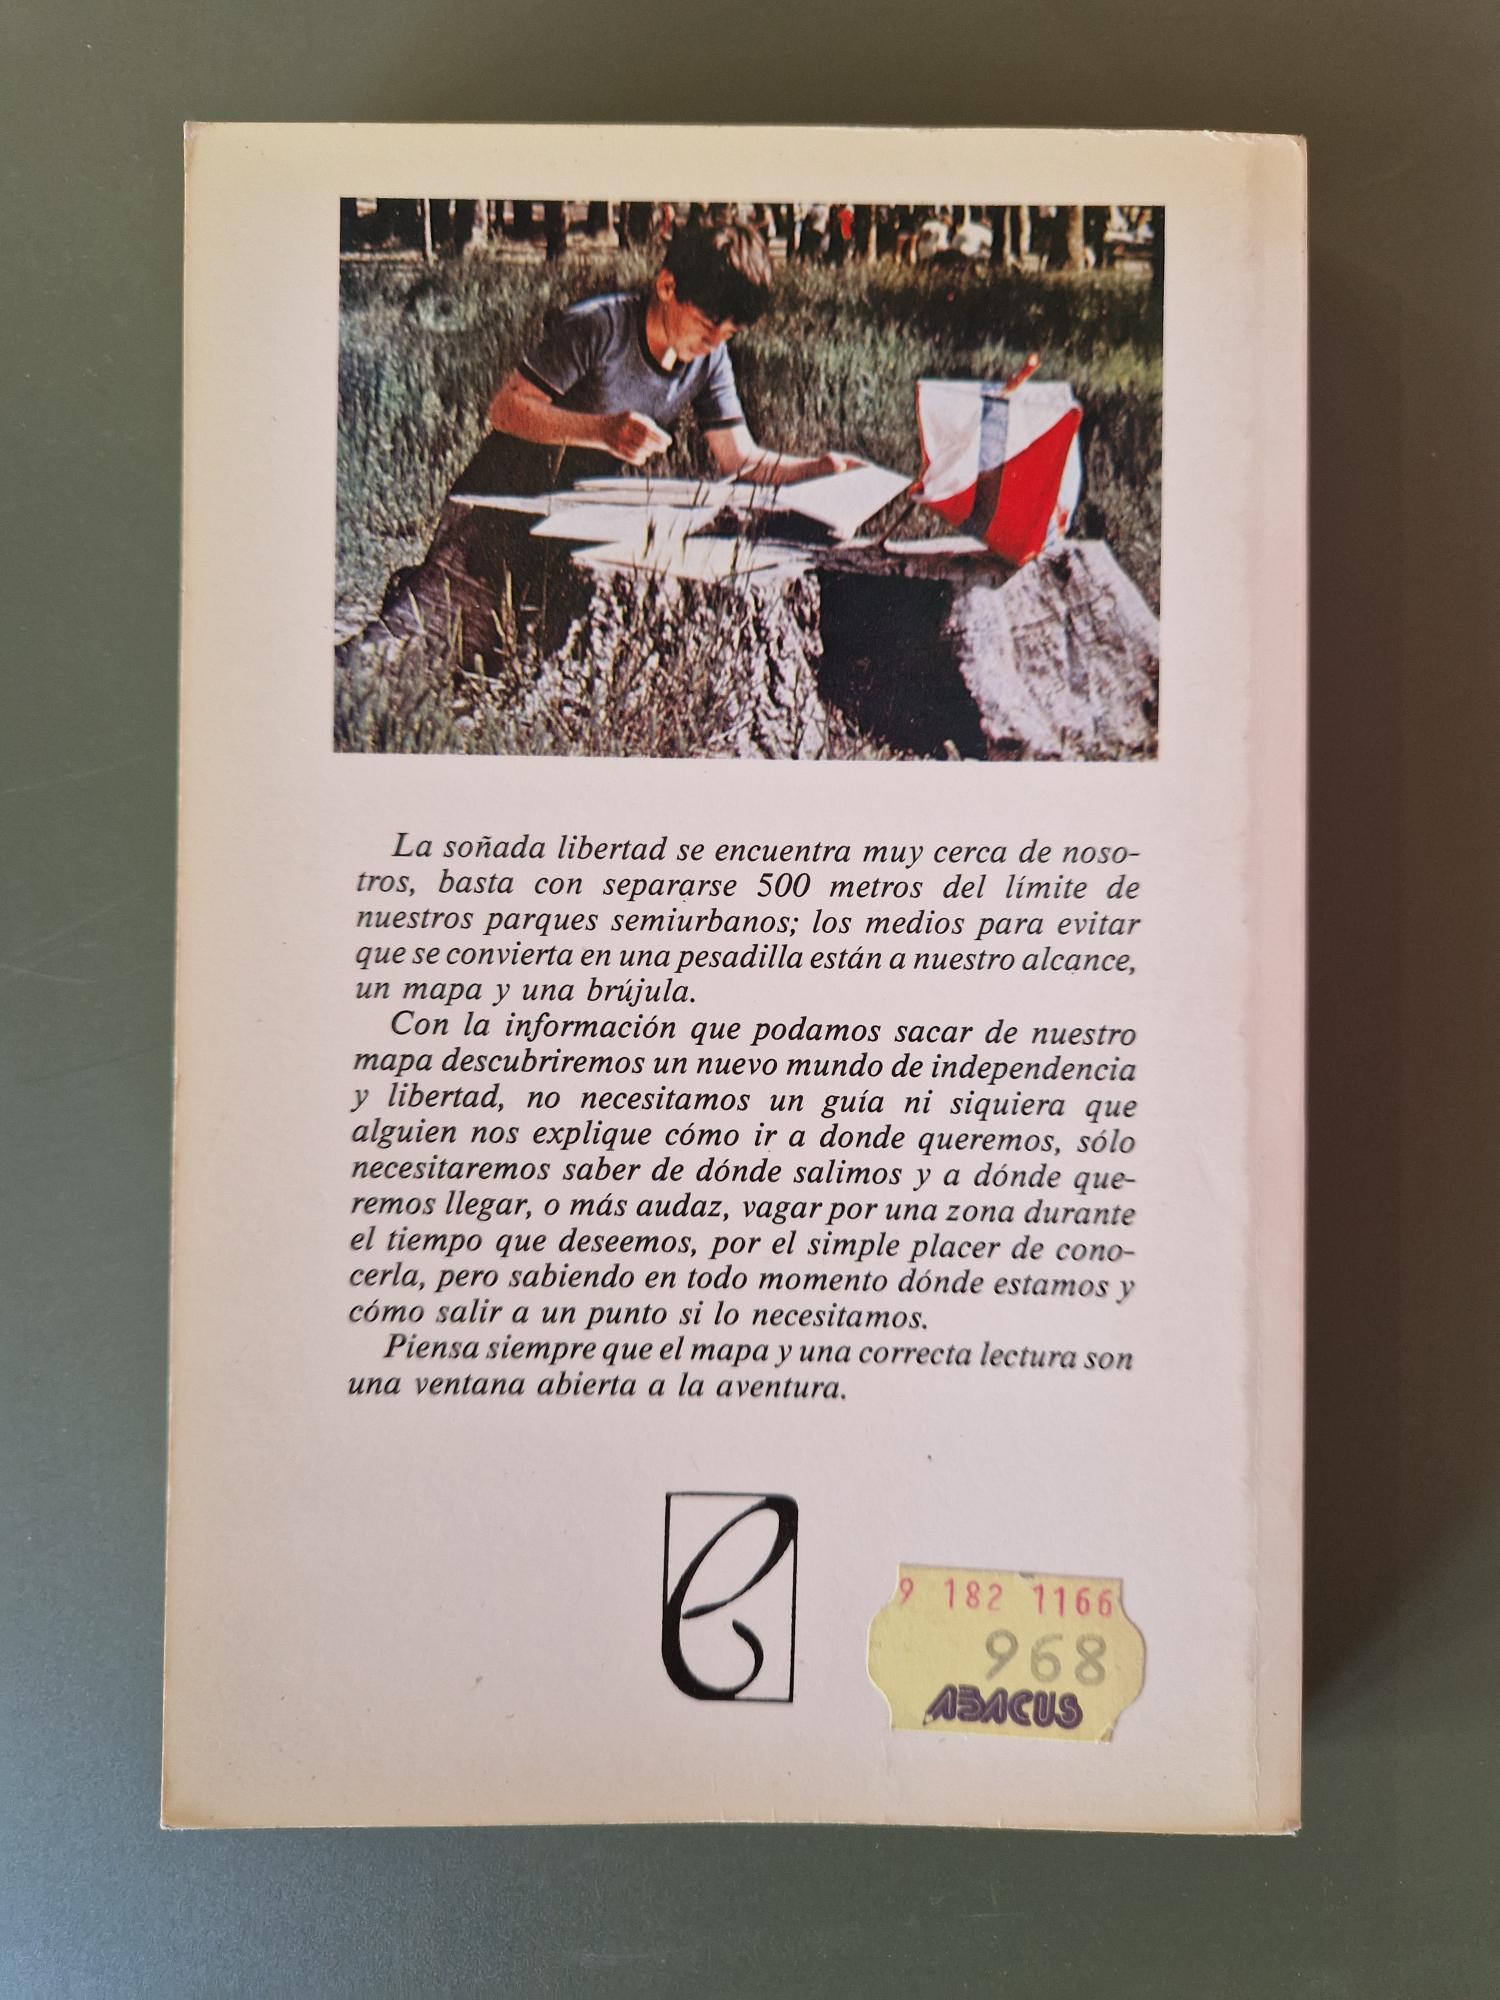 La soñada libertad se encuentra muy cerca de noso-
tros, basta con separarse 500 metros del límite de
nuestros parques semiurbanos; los medios para evitar
que se convierta en una pesadilla están a nuestro alcance,
un mapa y una brújula.
Con la información que podamos sacar de nuestro
mapa descubriremos un nuevo mundo de independencia
y libertad, no necesitamos un guía ni siquiera que
alguien nos explique cómo ir a donde queremos, sólo
necesitaremos saber de dónde salimos y a dónde que-
remos llegar, o más audaz, vagar por una zona durante
el tiempo que deseemos, por el simple placer de cono-
cerla, pero sabiendo en todo momento dónde estamos y
cómo salir a un punto si lo necesitamos.
Piensa siempre que el mapa y una correcta lectura son
una ventana abierta a la aventura.
9 182 1166
968
ABACUS